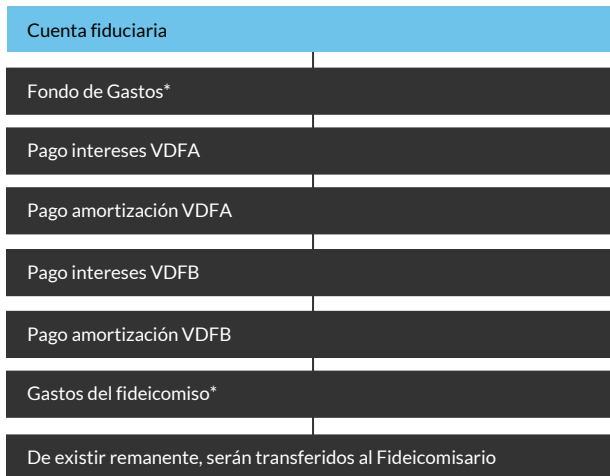 Cuenta fiduciaria
Fondo de Gastos*
Pago intereses VDFA
Pago amortización VDFA
Pago intereses VDFB
Pago amortización VDFB
Gastos del fideicomiso*
De existir remanente, serán transferidos al Fideicomisario